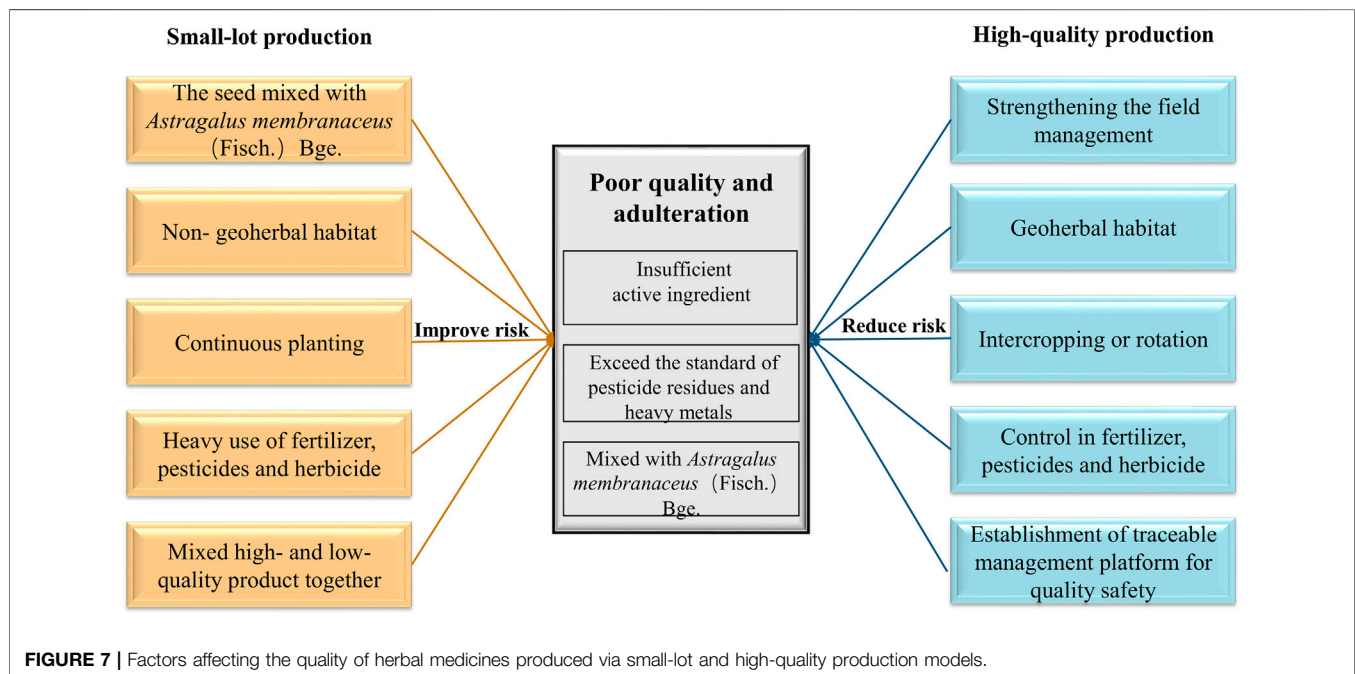 Small-lot production
The seed mixed with
Astragalus membranaceus
（Fisch.） Bge.
Non- geoherbal habitat
Continuous planting
Heavy use of fertilizer,
pesticides and herbicide
Mixed high- and low-
quality product together
Improve risk
Poor quality and
adulteration
Insufficient
active ingredient
Exceed the standard of
pesticide residues and
heavy metals
Mixed with Astragalus
membranaceus （Fisch.）
Bge.
Reduce risk
High-quality production
Strengthening the field
management
Geoherbal habitat
Intercropping or rotation
Control in fertilizer,
pesticides and herbicide
Establishment of traceable
management platform for
quality safety
FIGURE 7 | Factors affecting the quality of herbal medicines produced via small-lot and high-quality production models.